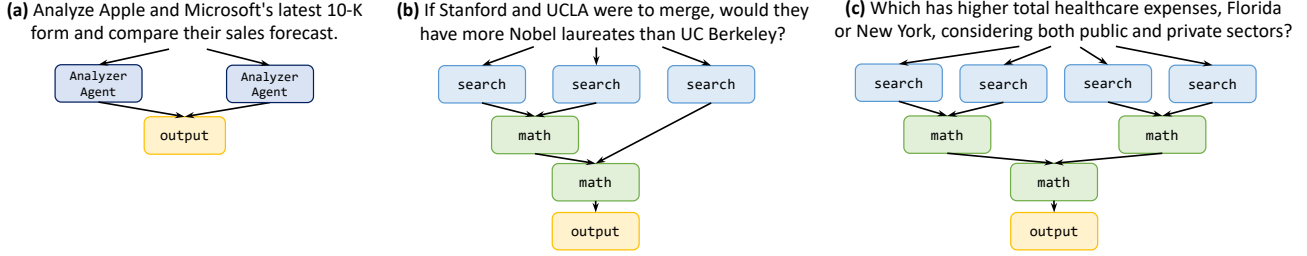 (a) Analyze Apple and Microsoft's latest 10-K
form and compare their sales forecast.
Analyzer
Agent
Analyzer
Agent
output
(b) If Stanford and UCLA were to merge, would they
have more Nobel laureates than UC Berkeley?
search
search
search
math
math
output
(c) Which has higher total healthcare expenses, Florida
or New York, considering both public and private sectors?
search
search
search
search
math
math
math
output